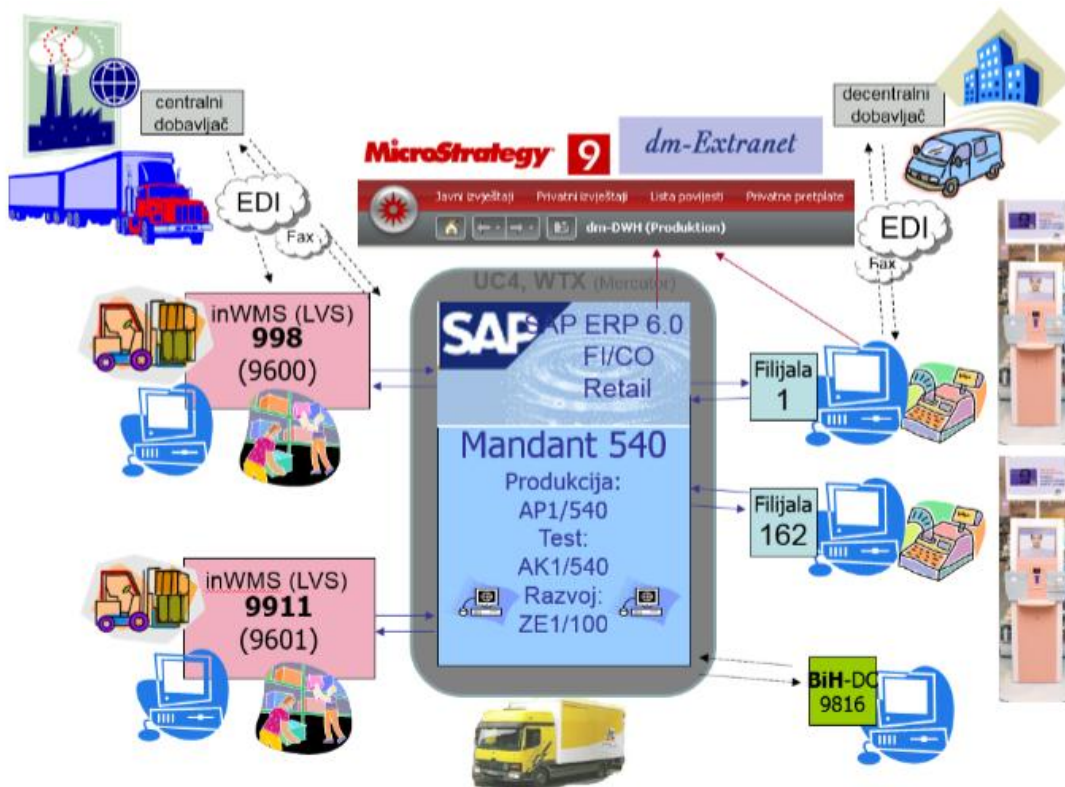 centralni
dobavljač
decentralni
dobavljač
MicroStrategy 9
dm-Extranet
EDI
Fax
EDI
Fax
Javni izvještaji Privatni izvještaji Lista povijesti Privatne pretplate
dm-DWH (Produktion)
UC4, WTX (Mercator)
inWMS (LVS)
998
(9600)
SAP
SAP ERP 6.0
FI/CO
Retail
Filijala
1
Mandant 540
Produkcija:
AP1/540
Test:
AK1/540
Razvoj:
ZE1/100
Filijala
162
inWMS (LVS)
9911
(9601)
BiH-DC
9816